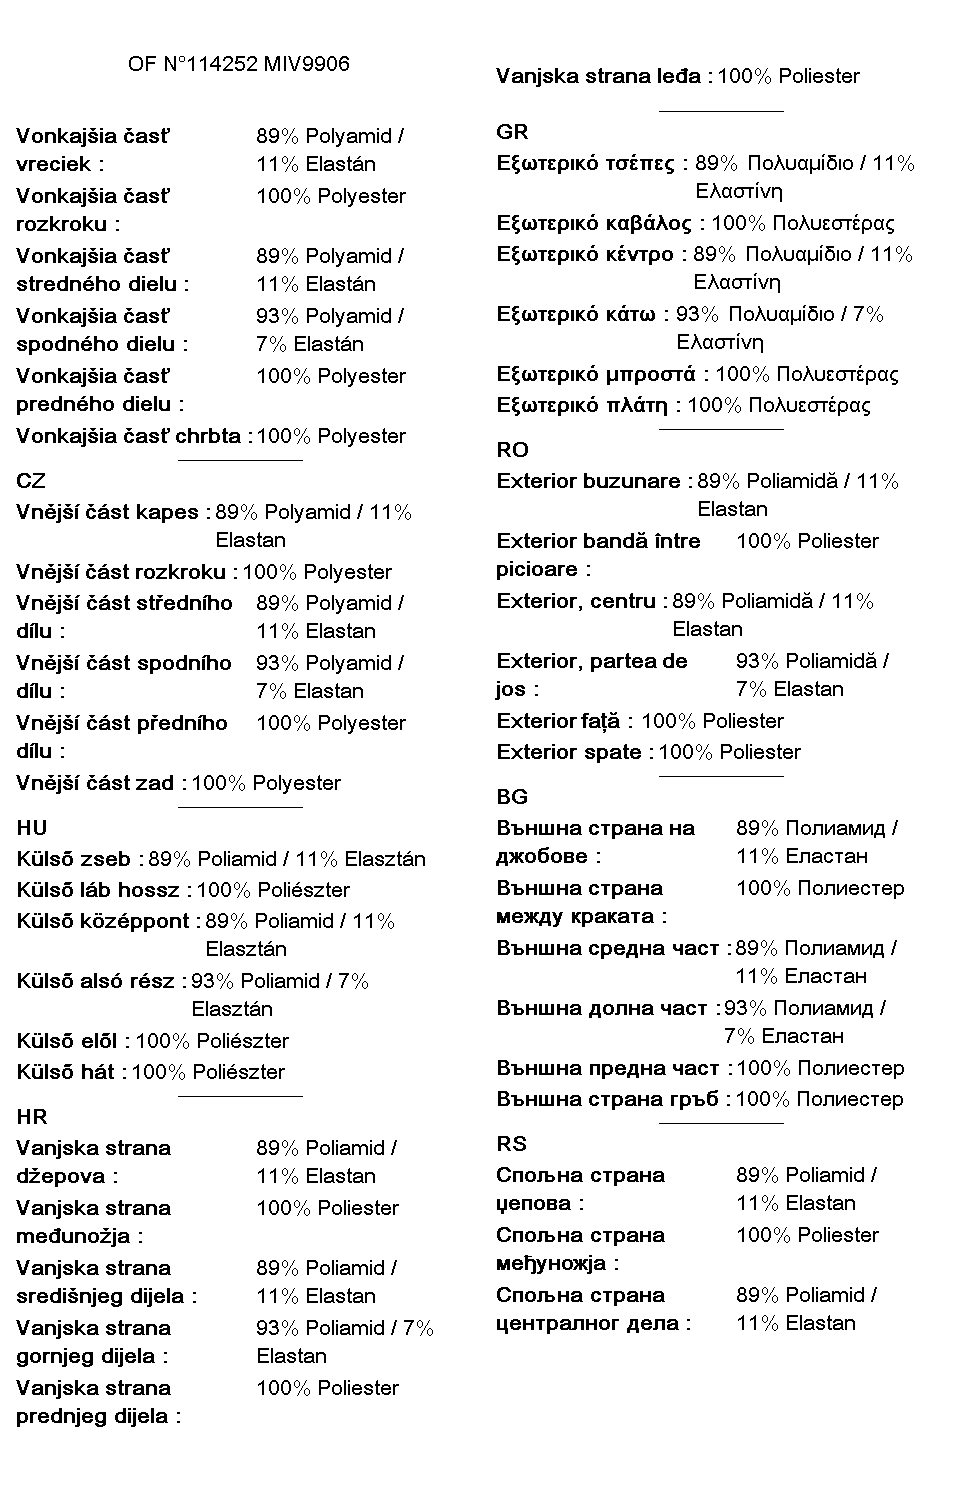 OF N°114252 MIV9906
Vonkajšia časť 89% Polyamid /
vreciek : 11% Elastán
Vonkajšia časť 100% Polyester
rozkroku :
Vonkajšia časť 89% Polyamid /
stredného dielu : 11% Elastán
Vonkajšia časť 93% Polyamid /
spodného dielu : 7% Elastán
Vonkajšia časť 100% Polyester
predného dielu :
Vonkajšia časť chrbta : 100% Polyester
CZ
Vnější část kapes : 89% Polyamid / 11%
Elastan
Vnější část rozkroku : 100% Polyester
Vnější část středního 89% Polyamid /
dílu : 11% Elastan
Vnější část spodního 93% Polyamid /
dílu : 7% Elastan
Vnější část předního 100% Polyester
dílu :
Vnější část zad : 100% Polyester
HU
Külső zseb : 89% Poliamid / 11% Elasztán
Külső láb hossz : 100% Poliészter
Külső középpont : 89% Poliamid / 11%
Elasztán
Külső alsó rész : 93% Poliamid / 7%
Elasztán
Külső elől : 100% Poliészter
Külső hát : 100% Poliészter
HR
Vanjska strana 89% Poliamid /
džepova : 11% Elastan
Vanjska strana 100% Poliester
međunožja :
Vanjska strana 89% Poliamid /
središnjeg dijela : 11% Elastan
Vanjska strana 93% Poliamid / 7%
gornjeg dijela : Elastan
Vanjska strana 100% Poliester
prednjeg dijela :
Vanjska strana leđa : 100% Poliester
GR
Εξωτερικό τσέπες : 89% Πολυαμίδιο / 11%
Ελαστίνη
Εξωτερικό καβάλος : 100% Πολυεστέρας
Εξωτερικό κέντρο : 89% Πολυαμίδιο / 11%
Ελαστίνη
Εξωτερικό κάτω : 93% Πολυαμίδιο / 7%
Ελαστίνη
Εξωτερικό μπροστά : 100% Πολυεστέρας
Εξωτερικό πλάτη : 100% Πολυεστέρας
RO
Exterior buzunare : 89% Poliamidă / 11%
Elastan
Exterior bandă între 100% Poliester
picioare :
Exterior, centru : 89% Poliamidă / 11%
Elastan
Exterior, partea de 93% Poliamidă /
jos : 7% Elastan
Exterior față : 100% Poliester
Exterior spate : 100% Poliester
BG
Външна страна на 89% Полиамид /
джобове : 11% Еластан
Външна страна 100% Полиестер
между краката :
Външна средна част : 89% Полиамид /
11% Еластан
Външна долна част : 93% Полиамид /
7% Еластан
Външна предна част : 100% Полиестер
Външна страна гръб : 100% Полиестер
RS
Спољна страна 89% Poliamid /
џепова : 11% Elastan
Спољна страна 100% Poliester
међуножја :
Спољна страна 89% Poliamid /
централног дела : 11% Elastan